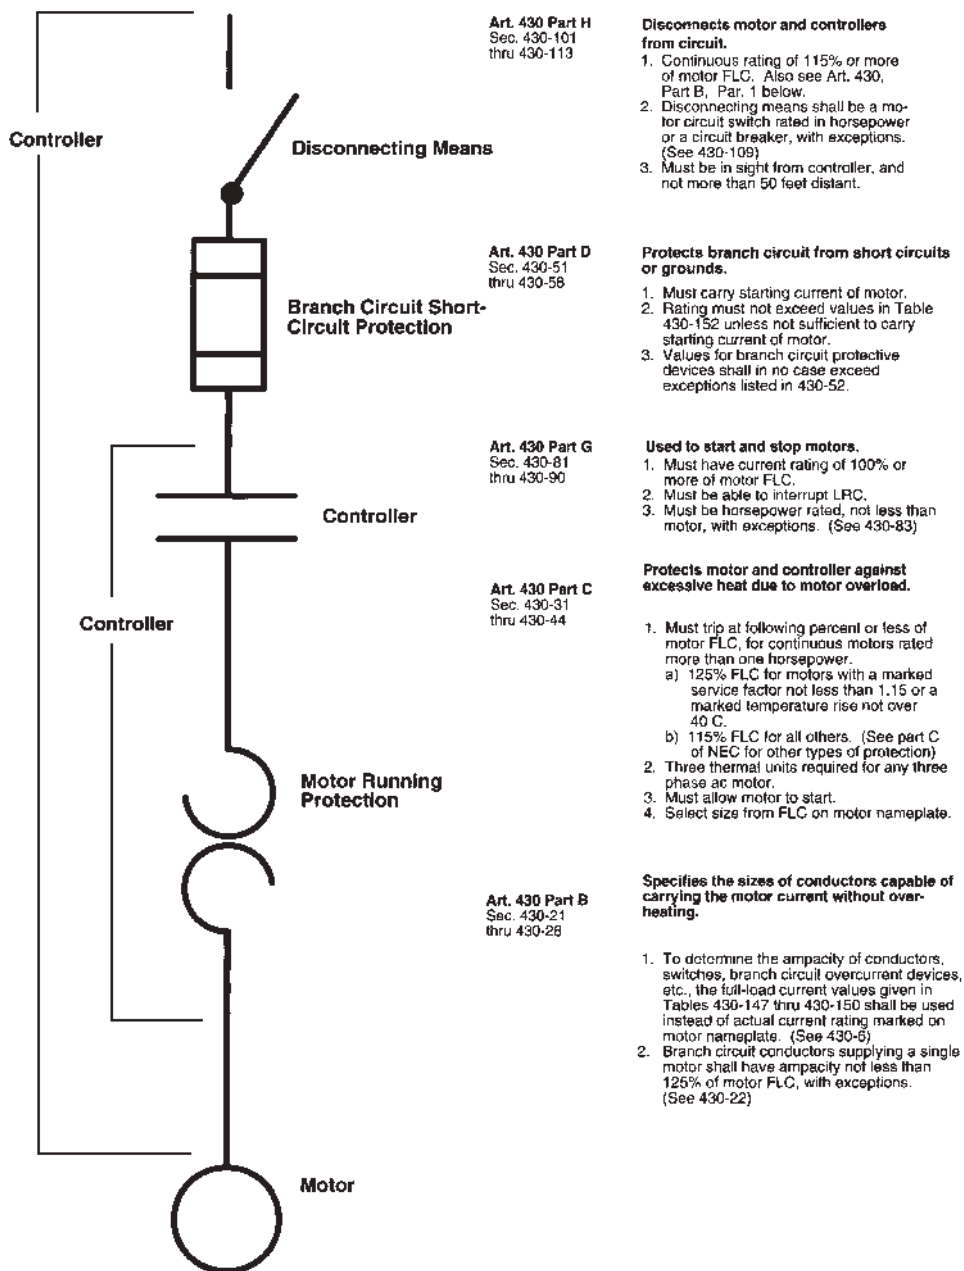 Art. 430 Part H
Sec. 430-101
thru 430-113
Disconnects motor and controllers
from circuit.
1. Continuous rating of 115% or more
of motor FLC. Also see Art. 430,
Part B, Par. 1 below.
2. Disconnecting means shall be a mo-
tor circuit switch rated in horsepower
or a circuit breaker, with exceptions.
(See 430-109)
3. Must be in sight from controller, and
not more than 50 feet distant.
Controller
Disconnecting Means
Art. 430 Part D
Sec. 430-51
thru 430-58
Protects branch circuit from short circuits
or grounds.
1. Must carry starting current of motor.
2. Rating must not exceed values in Table
430-152 unless not sufficient to carry
starting current of motor.
3. Values for branch circuit protective
devices shall in no case exceed
exceptions listed in 430-52.
Branch Circuit Short-
Circuit Protection
Art. 430 Part G
Sec. 430-81
thru 430-90
Used to start and stop motors.
1. Must have current rating of 100% or
more of motor FLC.
2. Must be able to interrupt LRC.
3. Must be horsepower rated, not less than
motor, with exceptions. (See 430-83)
Controller
Art. 430 Part C
Sec. 430-31
thru 430-44
Protects motor and controller against
excessive heat due to motor overload.
1. Must trip at following percent or less of
motor FLC, for continuous motors rated
more than one horsepower.
a) 125% FLC for motors with a marked
service factor not less than 1.15 or a
marked temperature rise not over
40 C.
b) 115% FLC for all others. (See part C
of NEC for other types of protection)
2. Three thermal units required for any three
phase ac motor.
3. Must allow motor to start.
4. Select size from FLC on motor nameplate.
Controller
Motor Running
Protection
Art. 430 Part B
Sec. 430-21
thru 430-28
Specifies the sizes of conductors capable of
carrying the motor current without over-
heating.
1. To determine the ampacity of conductors,
switches, branch circuit overcurrent devices,
etc., the full-load current values given in
Tables 430-147 thru 430-150 shall be used
instead of actual current rating marked on
motor nameplate. (See 430-6)
2. Branch circuit conductors supplying a single
motor shall have ampacity not less than
125% of motor FLC, with exceptions.
(See 430-22)
Motor